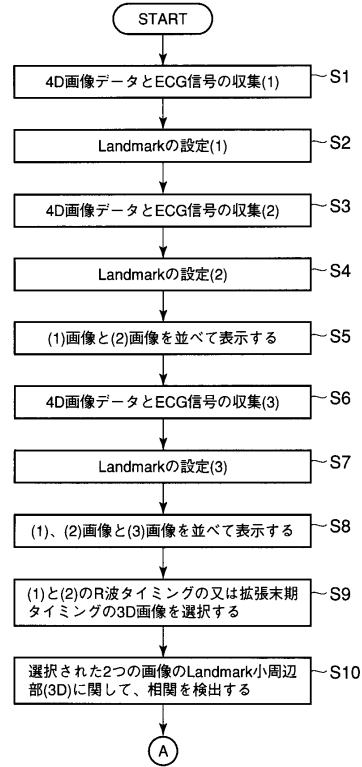 START
4D画像データとECG信号の収集(1)
S1
Landmarkの設定(1)
S2
4D画像データとECG信号の収集(2)
S3
Landmarkの設定(2)
S4
(1)画像と(2)画像を並べて表示する
S5
4D画像データとECG信号の収集(3)
S6
Landmarkの設定(3)
S7
(1)、(2)画像と(3)画像を並べて表示する
S8
(1)と(2)のR波タイミングの又は拡張末期
タイミングの3D画像を選択する
S9
選択された2つの画像のLandmark小周辺
部(3D)に関して、相関を検出する
S10
A